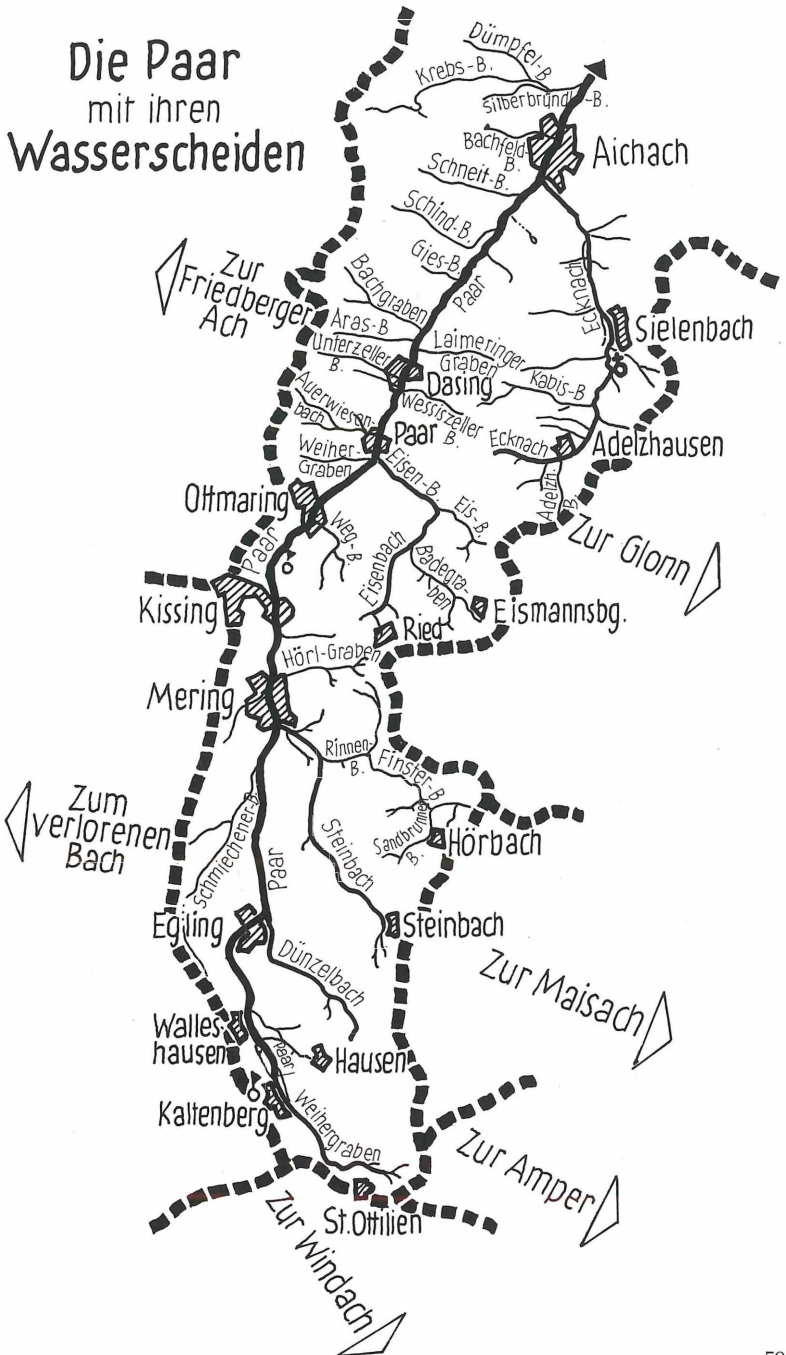 Die Paar
mit ihren
Wasserscheiden
Dümpfel-B.
Krebs-B.
Silberbründl-B.
Bachfeld-
B.
Aichach
Schneit-B.
Schind-B.
Gies-B.
Paar
Ecknach
Zur
Friedberger
Ach
Bachgraben
Aras-B
Unterzeller
B.
Laimeringer
Graben
Sielenbach
Dasing
Kabis-B
Auerwiesen-
bach
Wessiszeller
B.
Paar
Ecknach
Adelzhausen
Weiher-
Graben
Eisen-B.
Adelzh.
B.
Ottmaring
Paar
Weg-B
Eis-B.
Zur Glonn
Eisenbach
Badegra-
ben
Kissing
Ried
Eismannsbg.
Hörl-Graben
Mering
Rinnen-
B.
Finster-B
Zum
verlorenen
Bach
Schmiechener-B.
Paar
Steinbach
Sandbrunnen
B.
Hörbach
Egling
Steinbach
Dünzelbach
Zur Maisach
Walles-
hausen
Paar
Hausen
Kaltenberg
Weihergraben
Zur Amper
St.Ottilien
Zur Windach